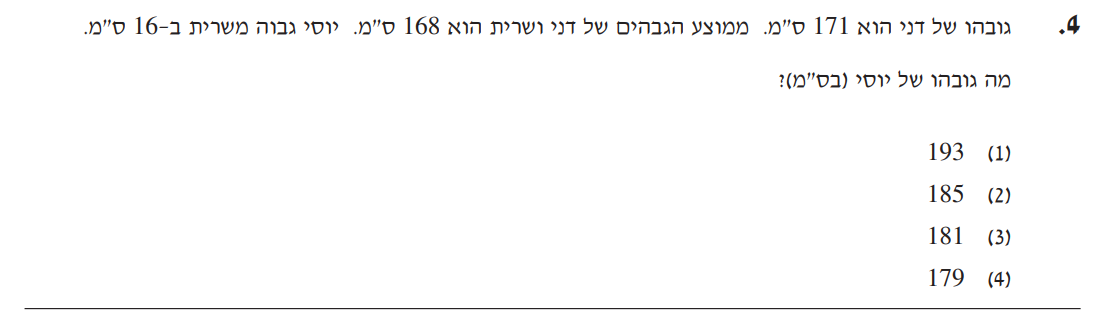 4. גובהו של דני הוא 171 ס"מ. ממוצע הגבהים של דני ושרית הוא 168 ס"מ. יוסי גבוה משרית ב-16 ס"מ.
מה גובהו של יוסי (בס"מ)?
(1) 193
(2) 185
(3) 181
(4) 179